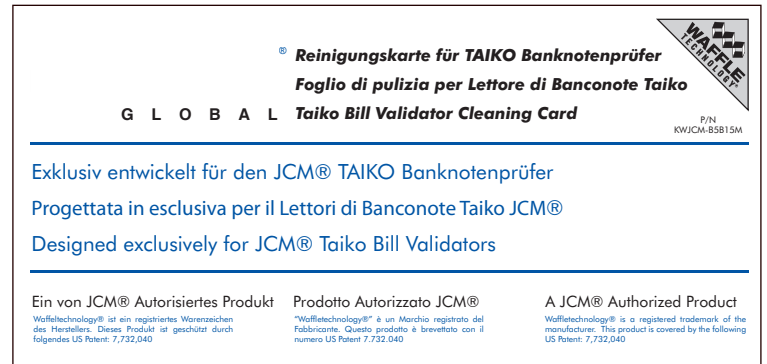 ® Reinigungskarte für TAIKO Banknotenprüfer
Foglio di pulizia per Lettore di Banconote Taiko
G L O B A L Taiko Bill Validator Cleaning Card
WAFFLE
TECHNOLOGY®
P/N
KWJCM-B5B15M
Exklusiv entwickelt für den JCM® TAIKO Banknotenprüfer
Progettata in esclusiva per il Lettori di Banconote Taiko JCM®
Designed exclusively for JCM® Taiko Bill Validators
Ein von JCM® Autorisiertes Produkt
Waffeltechnology® ist ein registriertes Warenzeichen
des Herstellers. Dieses Produkt ist geschützt durch
folgendes US Patent: 7,732,040
Prodotto Autorizzato JCM®
"Waffletechnology®" è un Marchio registrato del
Fabbricante. Questo prodotto è brevettato con il
numero US Patent 7.732.040
A JCM® Authorized Product
Waffletechnology® is a registered trademark of the
manufacturer. This product is covered by the following
US Patent: 7,732,040